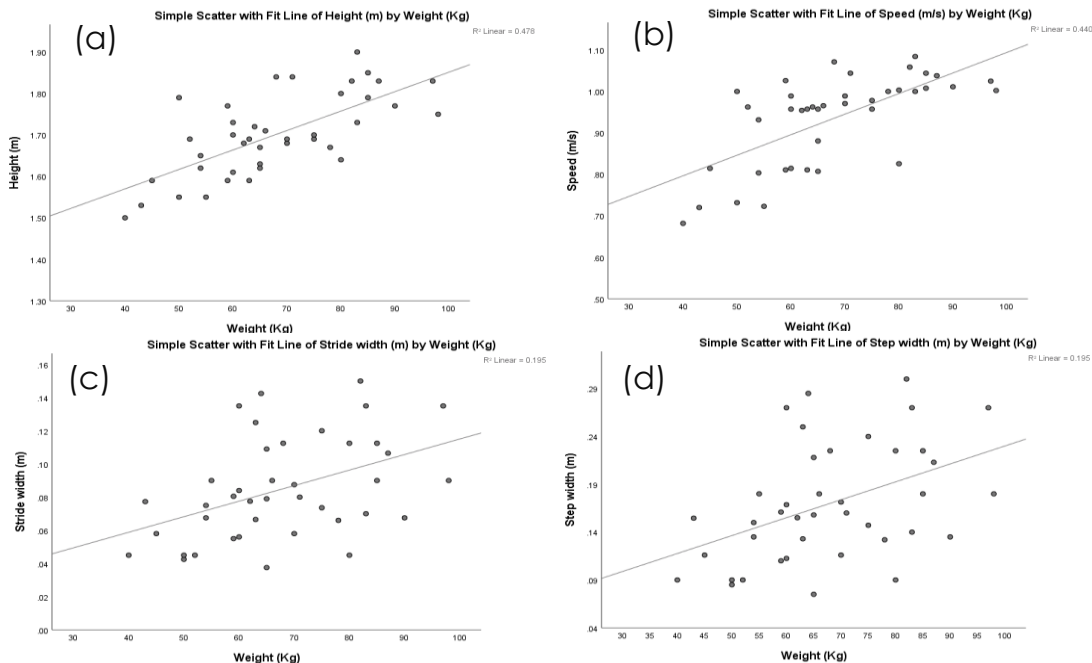 Simple Scatter with Fit Line of Height (m) by Weight (Kg)
R² Linear = 0.478
(a)
1.90
1.80
1.70
1.60
1.50
1.40
1.30
Height (m)
30 40 50 60 70 80 90 100
Weight (Kg)
Simple Scatter with Fit Line of Speed (m/s) by Weight (Kg)
R² Linear = 0.440
(b)
1.10
1.00
.90
.80
.70
.60
.50
Speed (m/s)
30 40 50 60 70 80 90 100
Weight (Kg)
Simple Scatter with Fit Line of Stride width (m) by Weight (Kg)
R² Linear = 0.195
(c)
.16
.14
.12
.10
.08
.06
.04
.02
.00
Stride width (m)
30 40 50 60 70 80 90 100
Weight (Kg)
Simple Scatter with Fit Line of Step width (m) by Weight (Kg)
R² Linear = 0.195
(d)
.29
.24
.19
.14
.09
.04
Step width (m)
30 35 40 45 50 55 60 65 70 75 80 85 90 95 100
Weight (Kg)